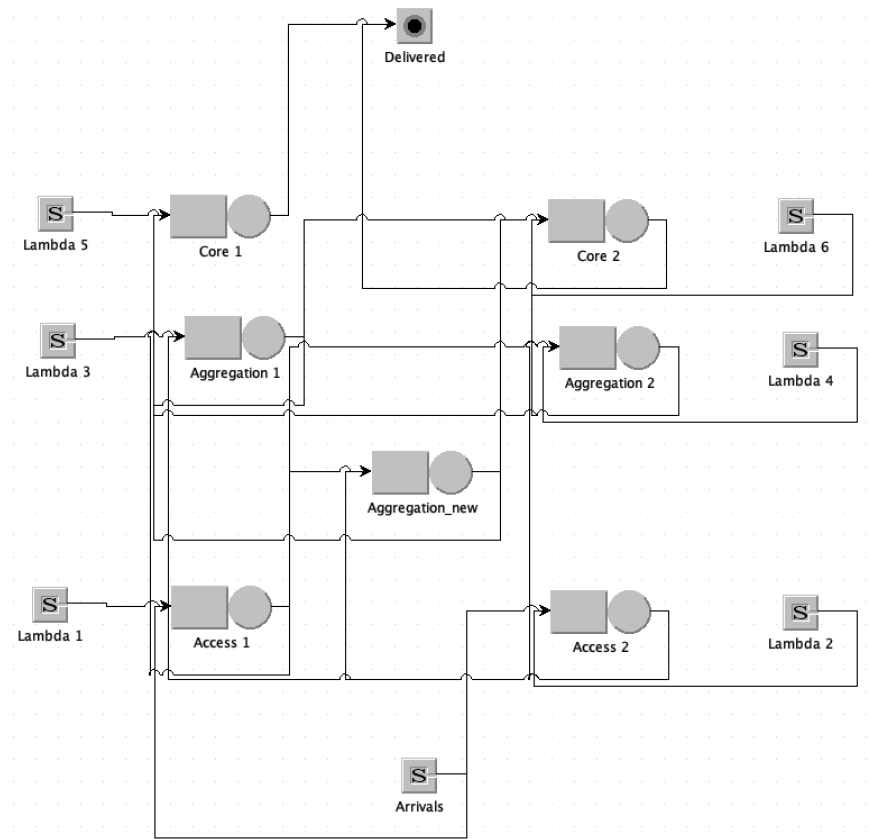 Delivered
S
Lambda 5
Core 1
Core 2
S
Lambda 6
S
Lambda 3
Aggregation 1
Aggregation 2
S
Lambda 4
Aggregation_new
S
Lambda 1
Access 1
Access 2
S
Lambda 2
S
Arrivals